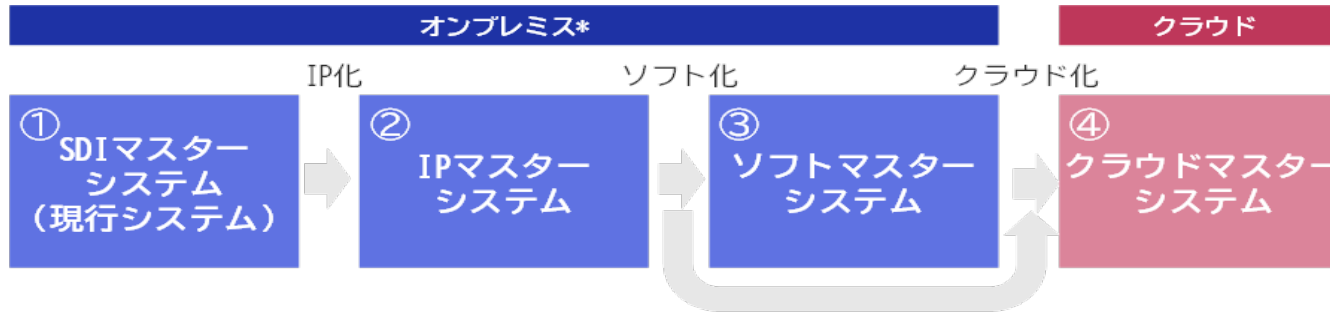 オンプレミス*
クラウド
IP化
ソフト化
クラウド化
①
SDIマスター
システム
（現行システム）
②
IPマスター
システム
③
ソフトマスター
システム
④
クラウドマスター
システム